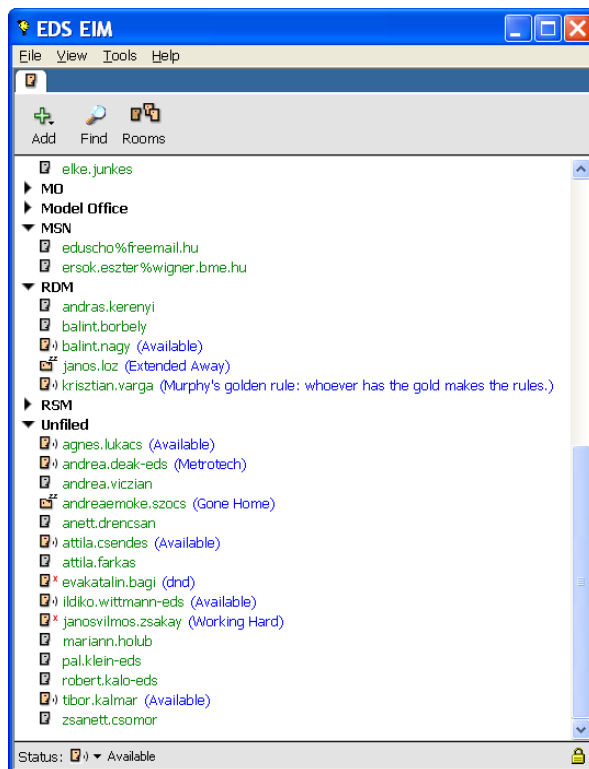 EDS EIM
File View Tools Help
Add Find Rooms
elke.junkes
MO
Model Office
MSN
eduscho%freemail.hu
ersok.eszter%wigner.bme.hu
RDM
andras.kerenyi
balint.borbely
balint.nagy (Available)
janos.loz (Extended Away)
krisztian.varga (Murphy's golden rule: whoever has the gold makes the rules.)
RSM
Unfiled
agnes.lukacs (Available)
andrea.deak-eds (Metrotech)
andrea.viczian
andreaemoke.szocs (Gone Home)
anett.drencsan
attila.csendes (Available)
attila.farkas
evakatalin.bagi (dnd)
ildiko.wittmann-eds (Available)
janosvilmos.zsakay (Working Hard)
mariann.holub
pal.klein-eds
robert.kalo-eds
tibor.kalmar (Available)
zsanett.csomor
Status: Available